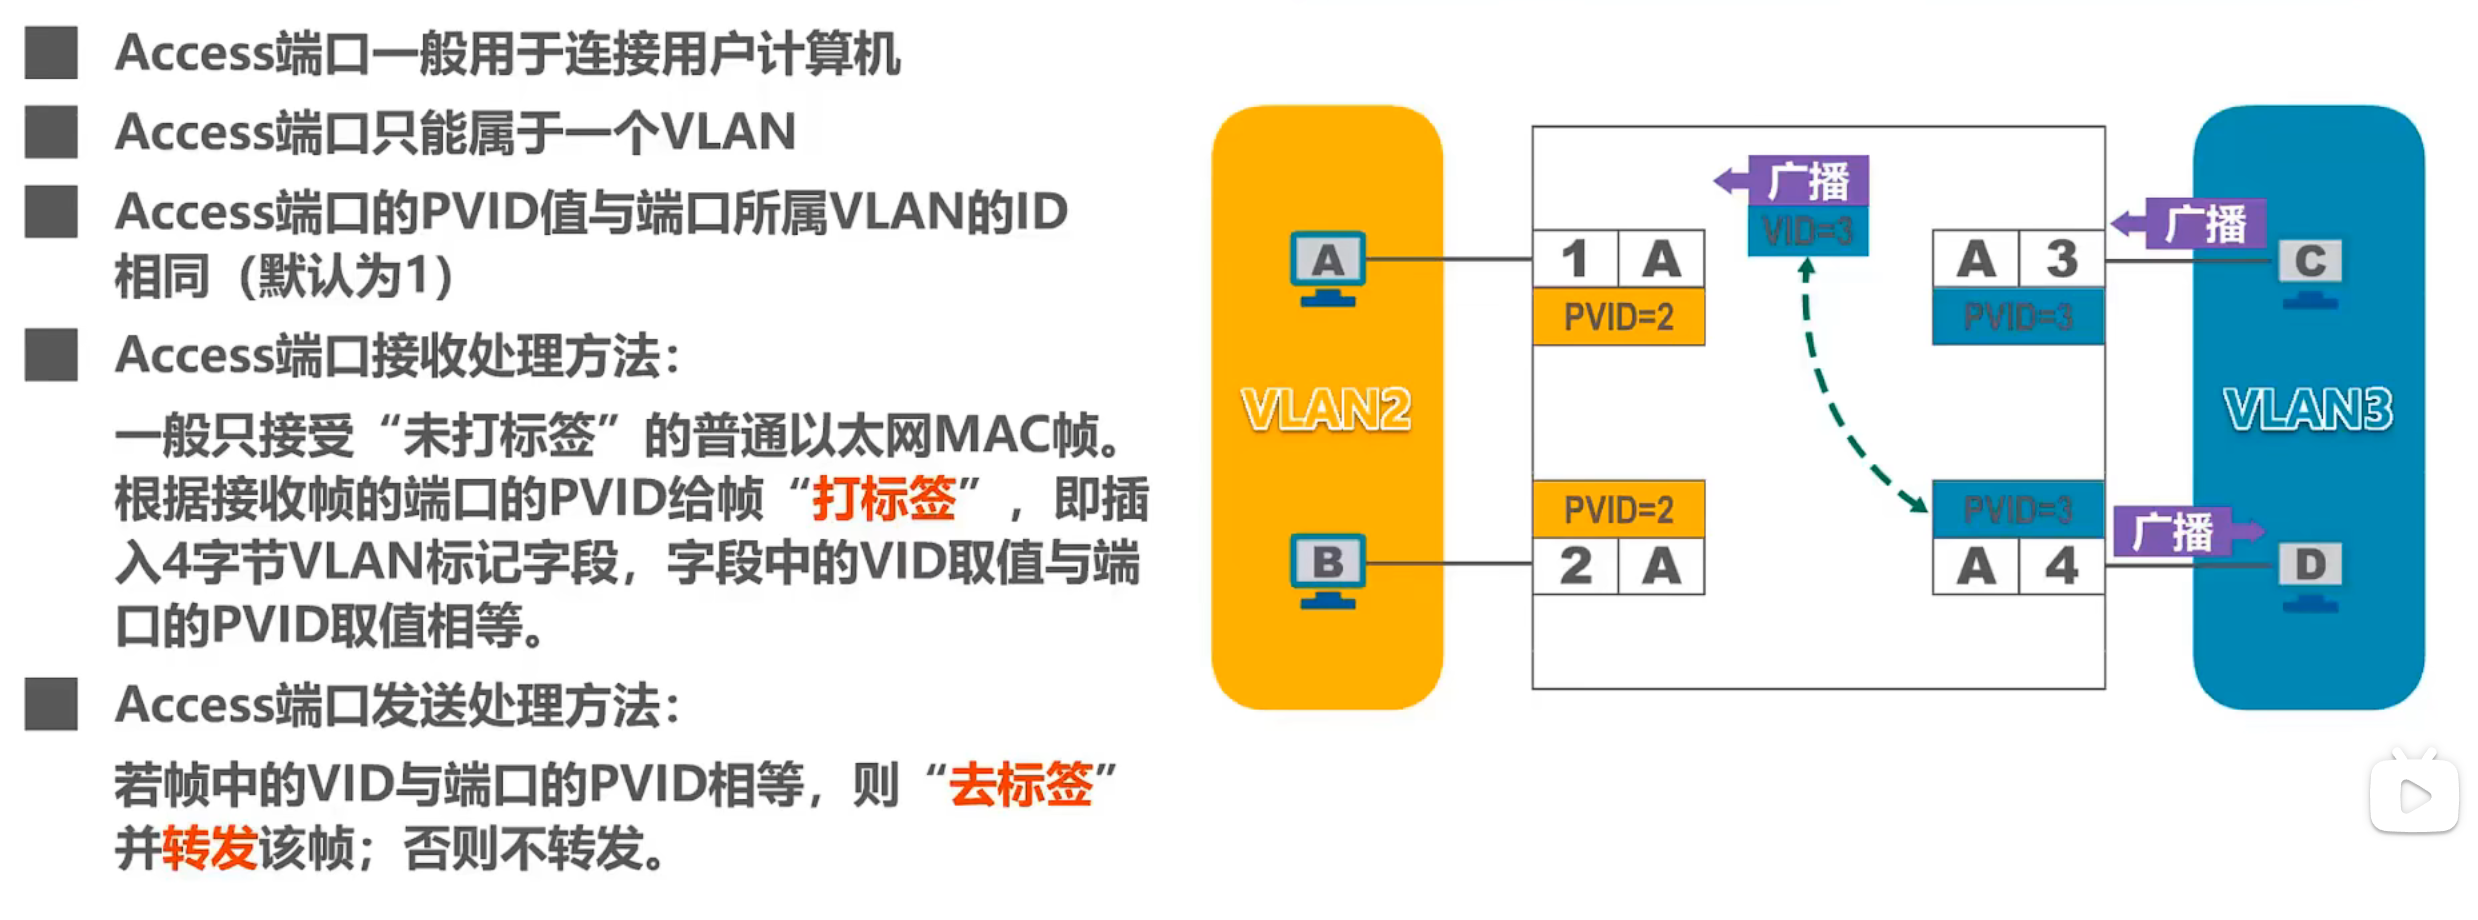 Access端口一般用于连接用户计算机
Access端口只能属于一个VLAN
Access端口的PVID值与端口所属VLAN的ID
相同（默认为1）
Access端口接收处理方法：
一般只接受“未打标签”的普通以太网MAC帧。
根据接收帧的端口的PVID给帧“打标签”，即插
入4字节VLAN标记字段，字段中的VID取值与端
口的PVID取值相等。
Access端口发送处理方法：
若帧中的VID与端口的PVID相等，则“去标签”
并转发该帧；否则不转发。
VLAN2
A
B
1 A
PVID=2
PVID=2
2 A
广播
VID=3
A 3
PVID=3
PVID=3
A 4
广播
广播
C
VLAN3
D